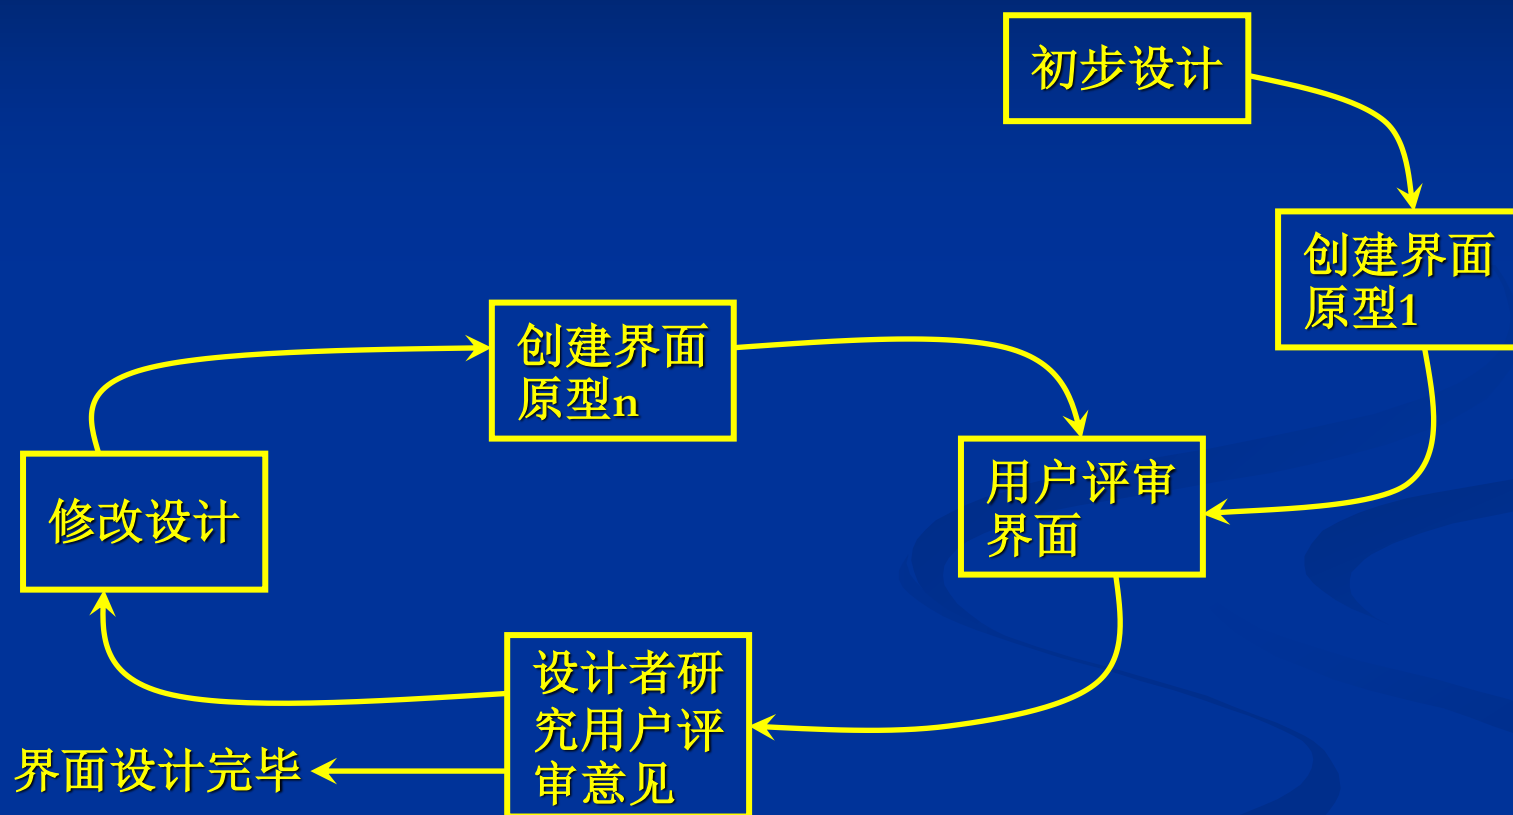 初步设计
创建界面
原型1
创建界面
原型n
用户评审
界面
修改设计
设计者研
究用户评
审意见
界面设计完毕